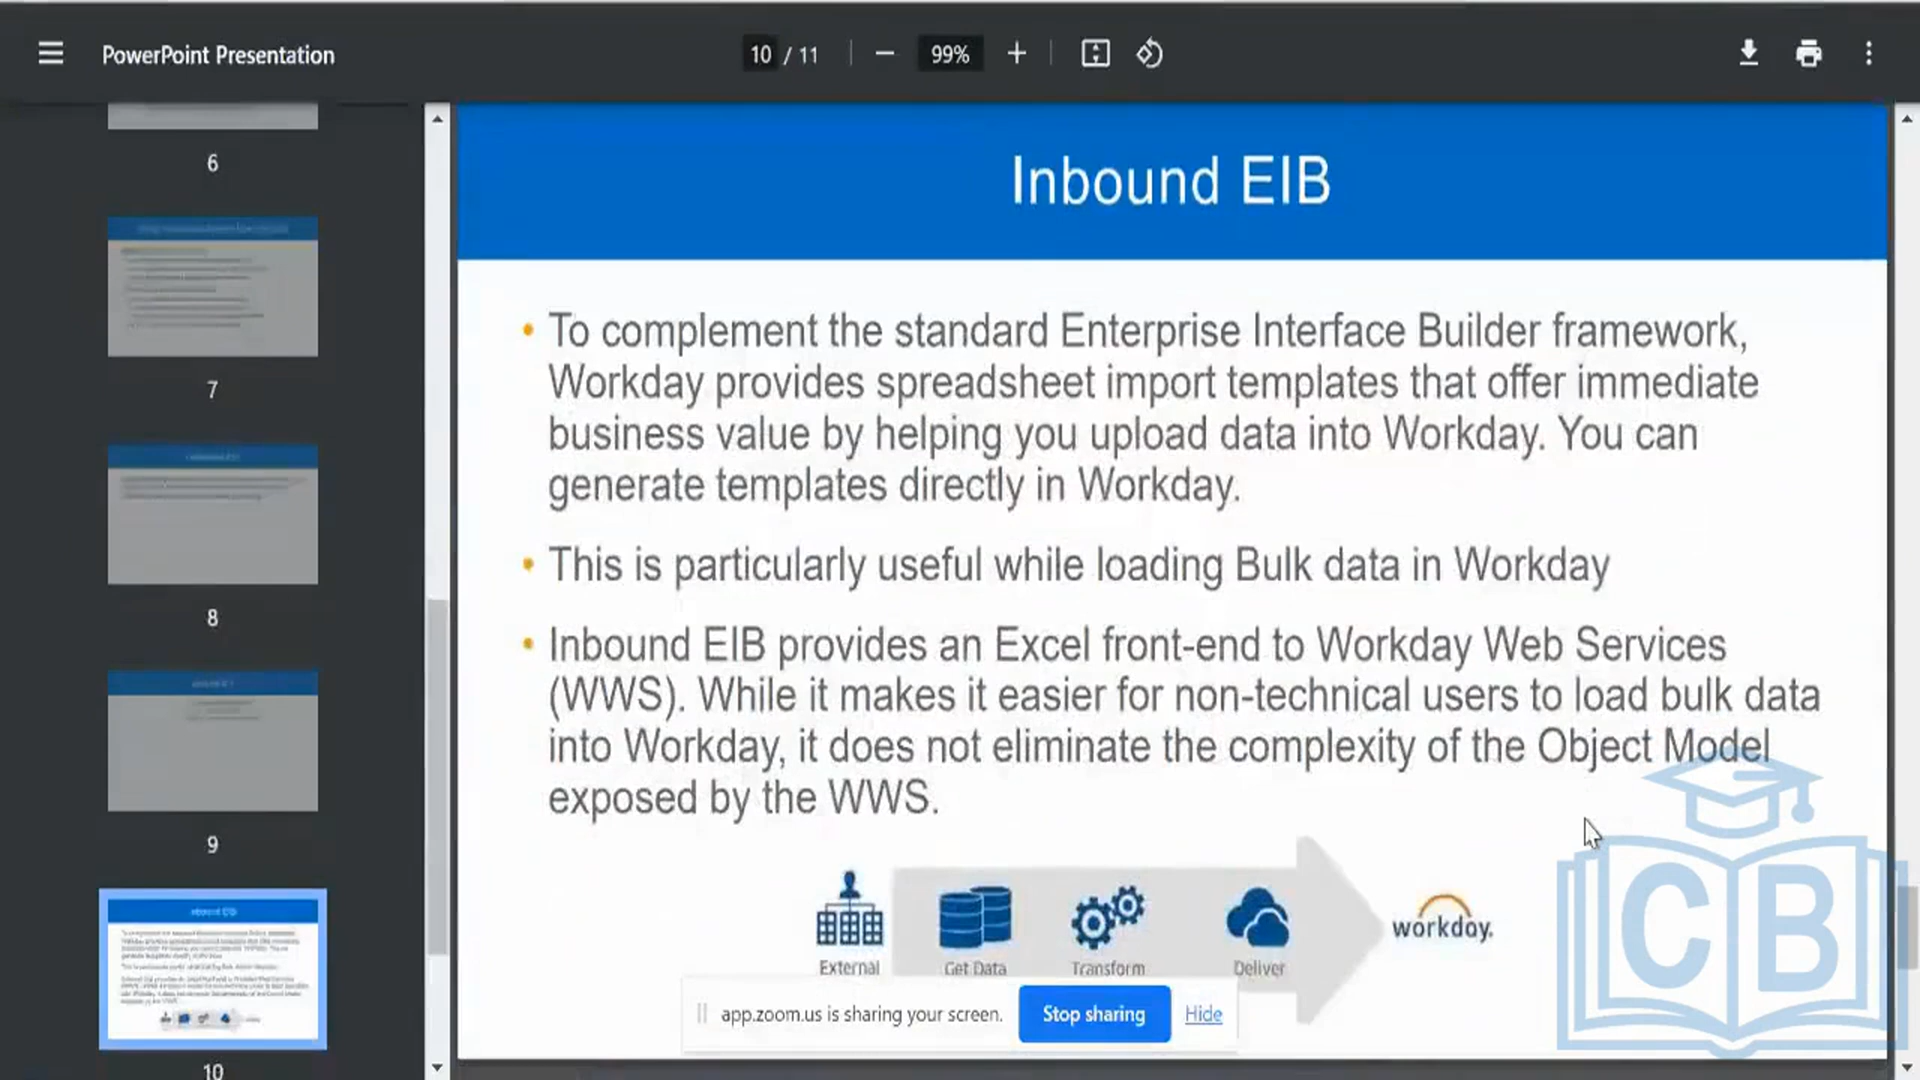 PowerPoint Presentation
10 / 11
99%
6
7
8
9
Inbound EIB
10
Inbound EIB
• To complement the standard Enterprise Interface Builder framework,
Workday provides spreadsheet import templates that offer immediate
business value by helping you upload data into Workday. You can
generate templates directly in Workday.
• This is particularly useful while loading Bulk data in Workday
• Inbound EIB provides an Excel front-end to Workday Web Services
(WWS). While it makes it easier for non-technical users to load bulk data
into Workday, it does not eliminate the complexity of the Object Model
exposed by the WWS.
External
Get Data
Transform
Deliver
workday.
app.zoom.us is sharing your screen.
Stop sharing
Hide
CB